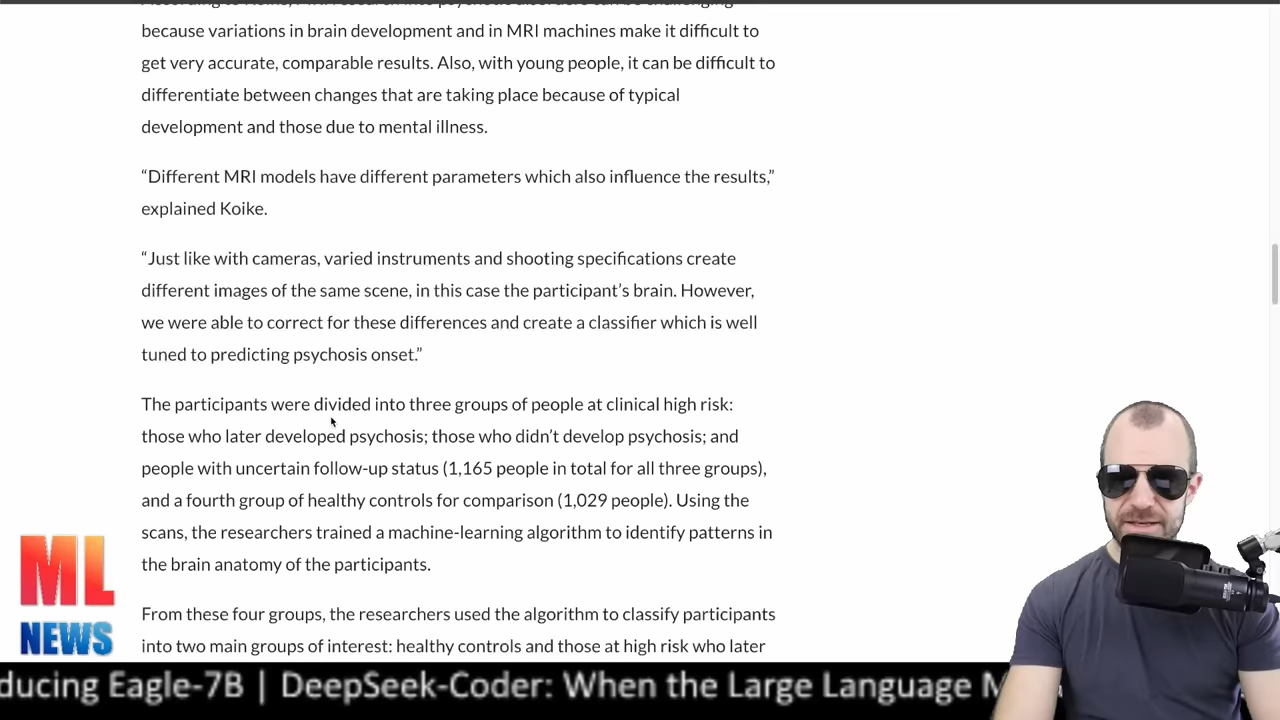 because variations in brain development and in MRI machines make it difficult to
get very accurate, comparable results. Also, with young people, it can be difficult to
differentiate between changes that are taking place because of typical
development and those due to mental illness.
“Different MRI models have different parameters which also influence the results,”
explained Koike.
“Just like with cameras, varied instruments and shooting specifications create
different images of the same scene, in this case the participant’s brain. However,
we were able to correct for these differences and create a classifier which is well
tuned to predicting psychosis onset.”
The participants were divided into three groups of people at clinical high risk:
those who later developed psychosis; those who didn’t develop psychosis; and
people with uncertain follow-up status (1,165 people in total for all three groups),
and a fourth group of healthy controls for comparison (1,029 people). Using the
scans, the researchers trained a machine-learning algorithm to identify patterns in
the brain anatomy of the participants.
From these four groups, the researchers used the algorithm to classify participants
into two main groups of interest: healthy controls and those at high risk who later
ML
NEWS
ducing Eagle-7B | DeepSeek-Coder: When the Large Language M